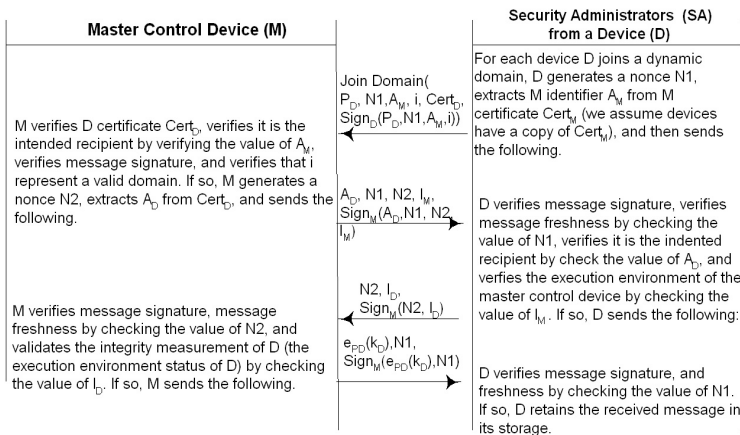 Master Control Device (M)
Security Administrators (SA)
from a Device (D)
For each device D joins a dynamic
domain, D generates a nonce N1,
extracts M identifier A_M from M
certificate Cert_M (we assume devices
have a copy of Cert_M), and then sends
the following.
Join Domain(
P_D, N1,A_M, i, Cert_D,
Sign_D(P_D,N1,A_M,i))
M verifies D certificate Cert_D, verifies it is the
intended recipient by verifying the value of A_M,
verifies message signature, and verifies that i
represent a valid domain. If so, M generates a
nonce N2, extracts A_D from Cert_D, and sends the
following.
A_D, N1, N2, I_M,
Sign_M(A_D,N1, N2,
I_M)
D verifies message signature, verifies
message freshness by checking the
value of N1, verifies it is the indented
recipient by check the value of A_D, and
verfies the execution environment of the
master control device by checking the
value of I_M. If so, D sends the following:
N2, I_D,
Sign_M(N2, I_D)
M verifies message signature, message
freshness by checking the value of N2, and
validates the integrity measurement of D (the
execution environment status of D) by checking
the value of I_D. If so, M sends the following.
e_PD(k_D),N1,
Sign_M(e_PD(k_D),N1)
D verifies message signature, and
freshness by checking the value of N1.
If so, D retains the received message in
its storage.